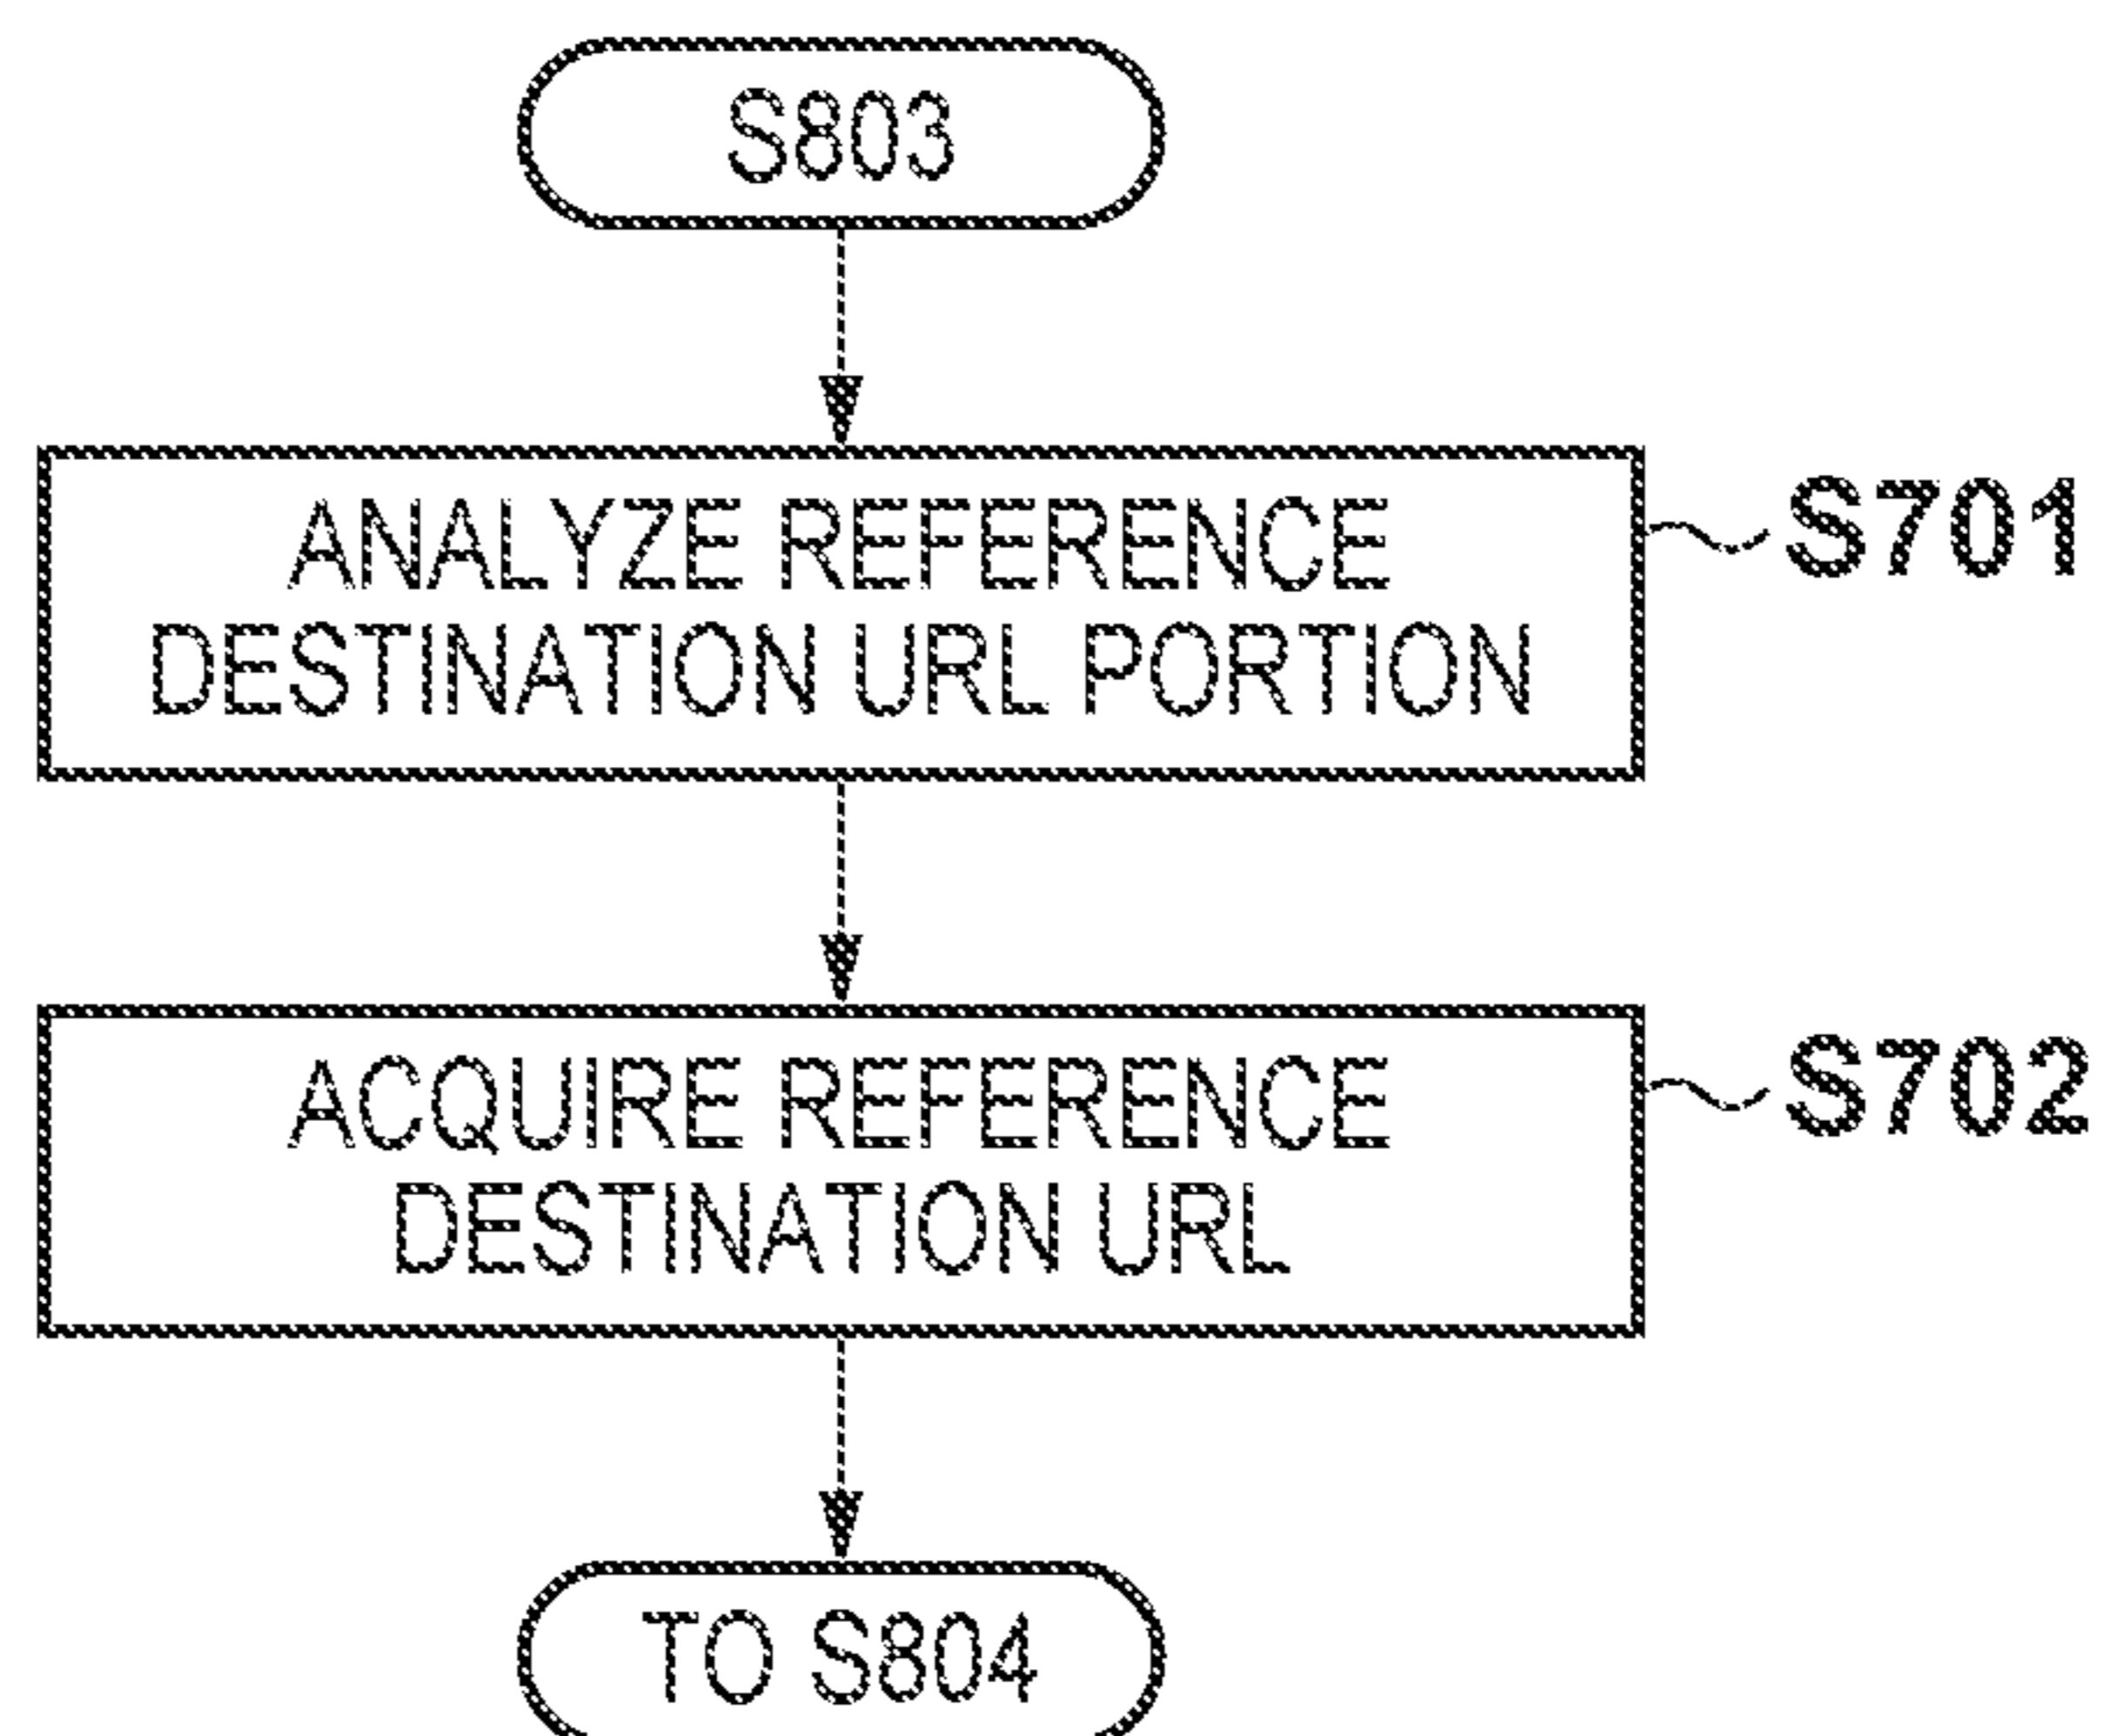 S803
ANALYZE REFERENCE
DESTINATION URL PORTION
S701
ACQUIRE REFERENCE
DESTINATION URL
S702
TO S804